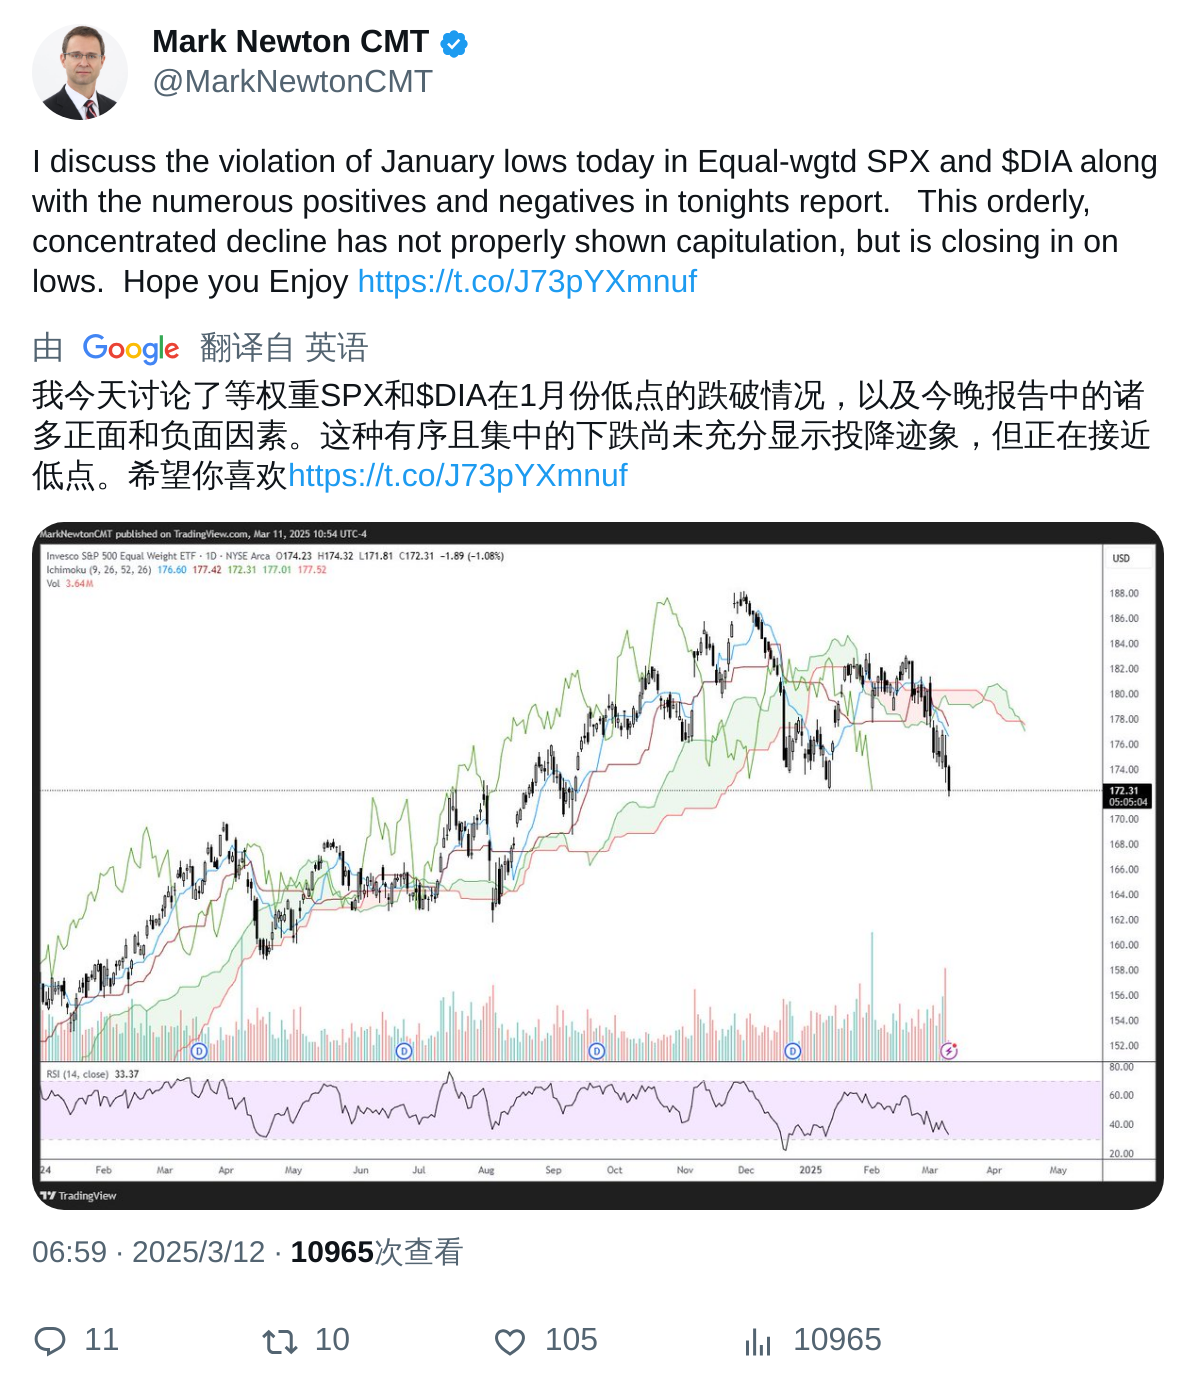 Mark Newton CMT
@MarkNewtonCMT
I discuss the violation of January lows today in Equal-wgtd SPX and $DIA along
with the numerous positives and negatives in tonights report.   This orderly,
concentrated decline has not properly shown capitulation, but is closing in on
lows.  Hope you Enjoy https://t.co/J73pYXmnuf
由 Google 翻译自 英语
我今天讨论了等权重SPX和$DIA在1月份低点的跌破情况，以及今晚报告中的诸
多正面和负面因素。这种有序且集中的下跌尚未充分显示投降迹象，但正在接近
低点。希望你喜欢https://t.co/J73pYXmnuf
MarkNewtonCMT published on TradingView.com, Mar 11, 2025 10:54 UTC-4
Invesco S&P 500 Equal Weight ETF · 1D · NYSE Arca O174.23 H174.32 L171.81 C172.31 −1.89 (−1.08%)
Ichimoku (9, 26, 52, 26) 176.60 177.42 172.31 177.01 177.52
Vol 3.64M
USD
188.00
186.00
184.00
182.00
180.00
178.00
176.00
174.00
172.31
05:05:04
170.00
168.00
166.00
164.00
162.00
160.00
158.00
156.00
154.00
152.00
D D D D
RSI (14, close) 33.37
80.00
60.00
40.00
20.00
24 Feb Mar Apr May Jun Jul Aug Sep Oct Nov Dec 2025 Feb Mar Apr May
TradingView
06:59 · 2025/3/12 · 10965次查看
11 10 105 10965